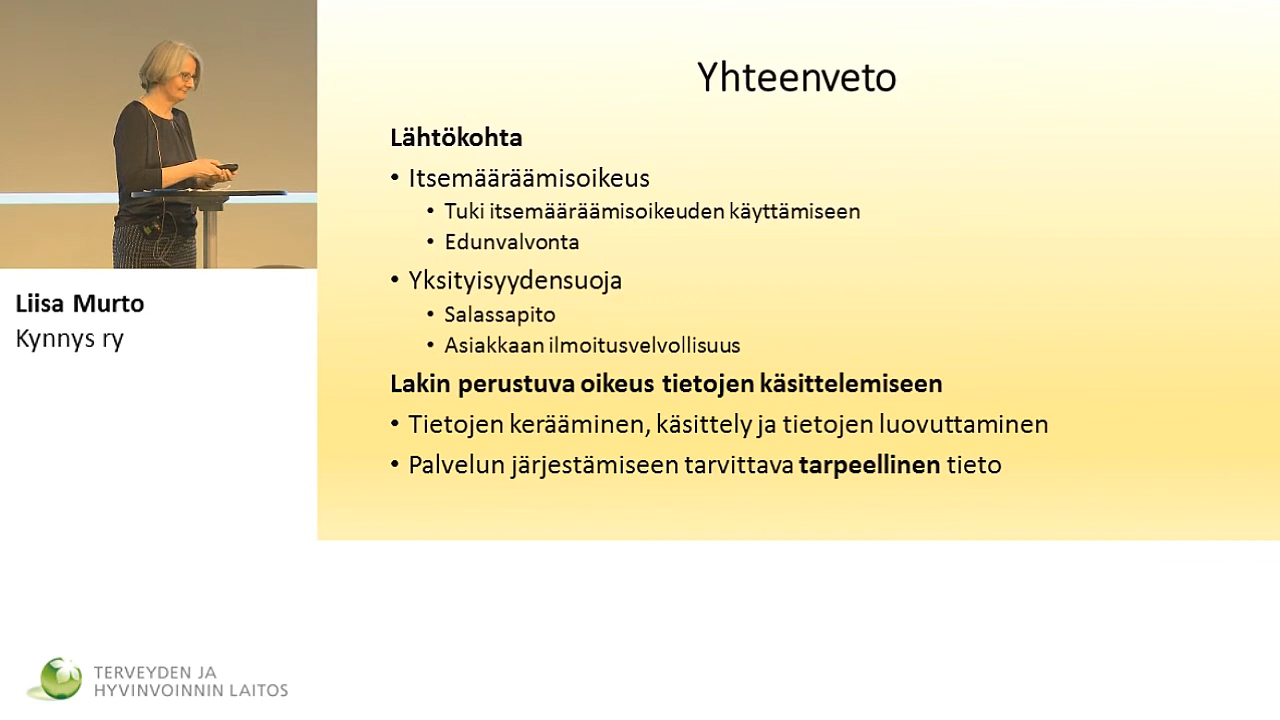 Yhteenveto
Lähtökohta
• Itsemääräämisoikeus
• Tuki itsemääräämisoikeuden käyttämiseen
• Edunvalvonta
• Yksityisyydensuoja
• Salassapito
• Asiakkaan ilmoitusvelvollisuus
Lakin perustuva oikeus tietojen käsittelemiseen
• Tietojen kerääminen, käsittely ja tietojen luovuttaminen
• Palvelun järjestämiseen tarvittava tarpeellinen tieto
Liisa Murto
Kynnys ry
TERVEYDEN JA
HYVINVOINNIN LAITOS